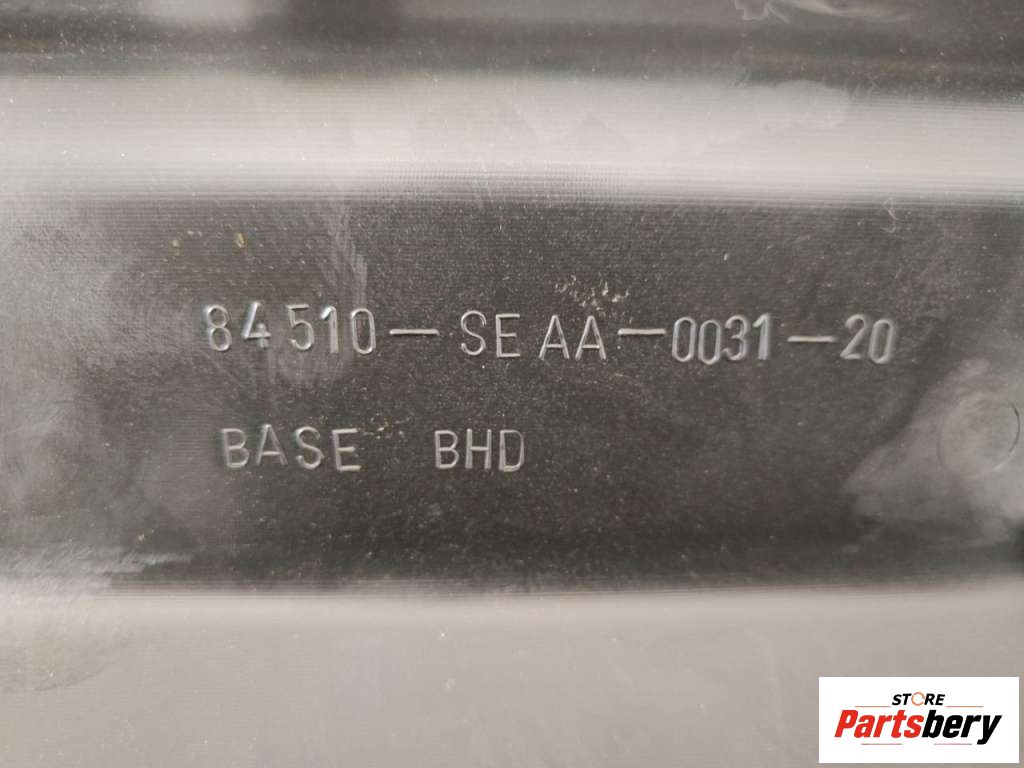 84510-SEAA-0031-20
BASE BHD
STORE
Partsbery